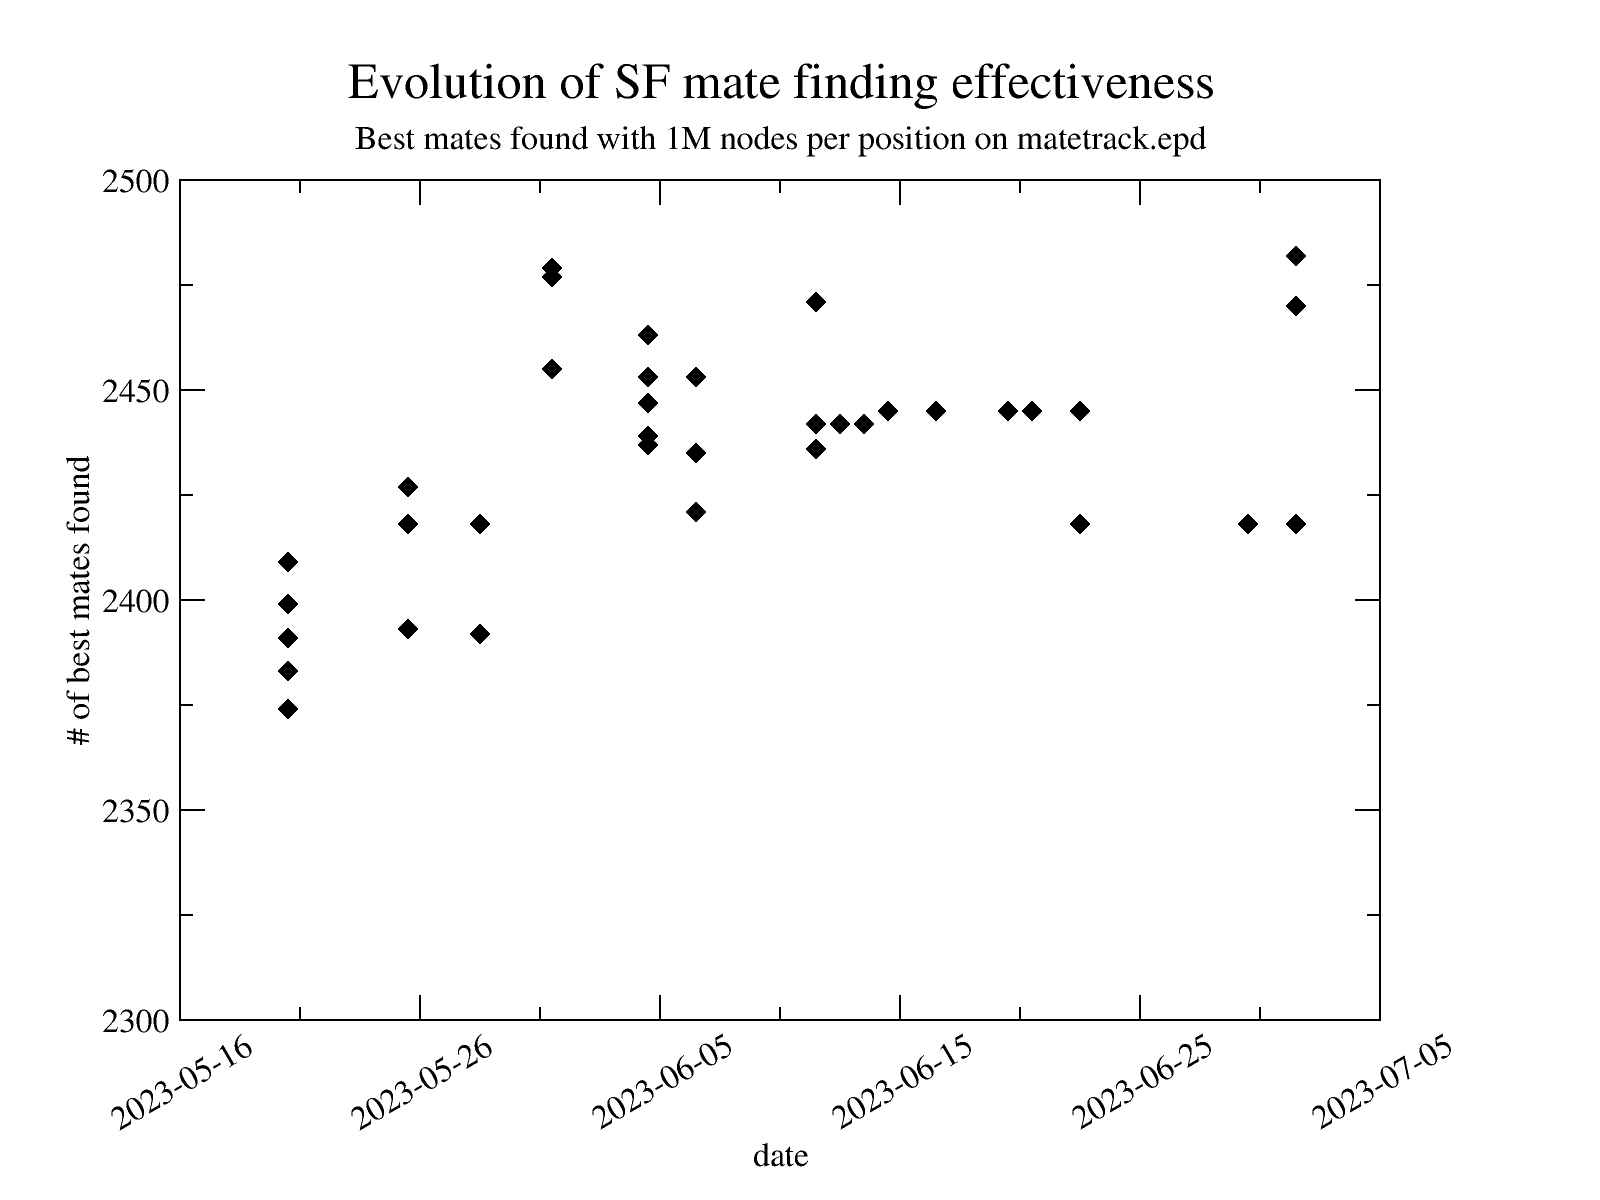 Evolution of SF mate finding effectiveness
Best mates found with 1M nodes per position on matetrack.epd
2500
2450
2400
2350
2300
# of best mates found
2023-05-16
2023-05-26
2023-06-05
2023-06-15
2023-06-25
2023-07-05
date